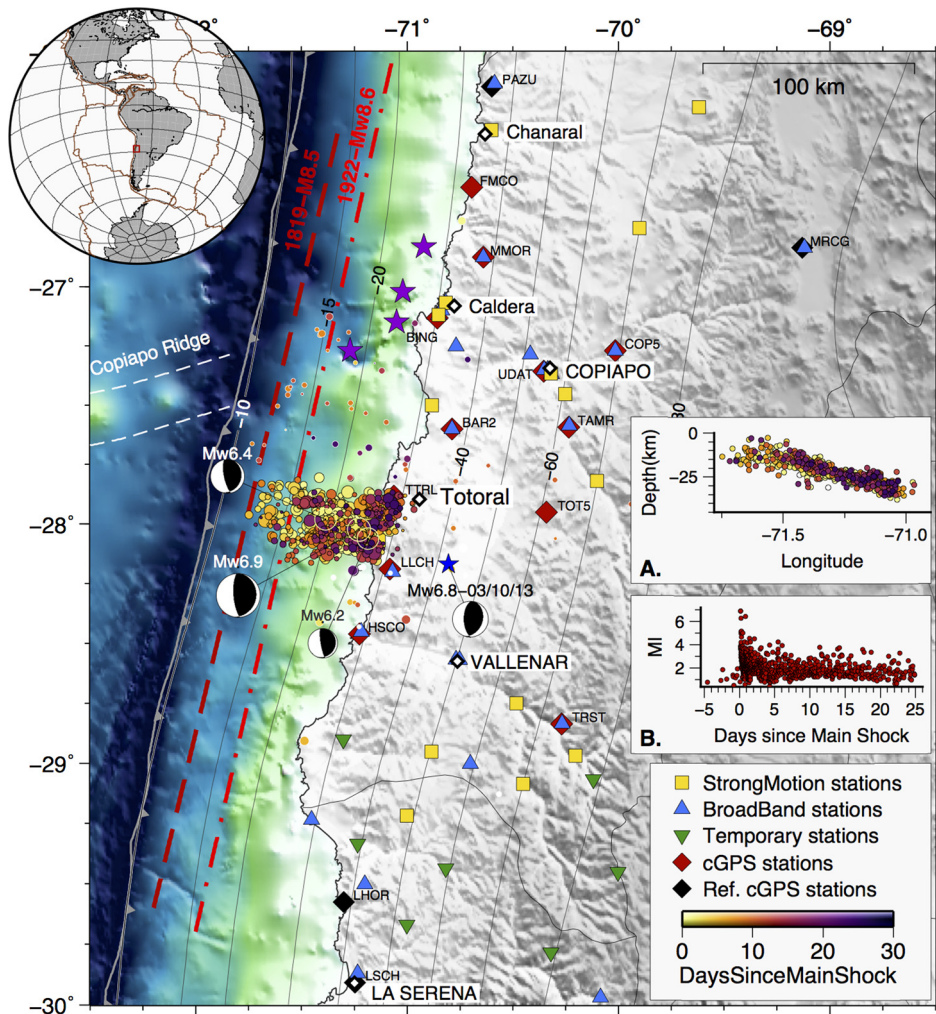 −71°
−70°
−69°
100 km
PAZU
Chanaral
1819−M8.5
1922−Mw8.6
FMCO
MMOR
MRCG
−27°
−20
−15
Caldera
BING
Copiapo Ridge
COP5
UDAT
COPIAPO
−10
BAR2
TAMR
−40
−60
Mw6.4
TTRL
Totoral
TOT5
−28°
Mw6.9
LLCH
Mw6.8−03/10/13
Mw6.2
HSCO
VALLENAR
TRST
−29°
LHOR
LSCH
LA SERENA
−30°
Depth(km)
0
−25
−71.5
−71.0
Longitude
A.
Ml
6
4
2
−5 0 5 10 15 20 25
Days since Main Shock
B.
StrongMotion stations
BroadBand stations
Temporary stations
cGPS stations
Ref. cGPS stations
0 10 20 30
DaysSinceMainShock